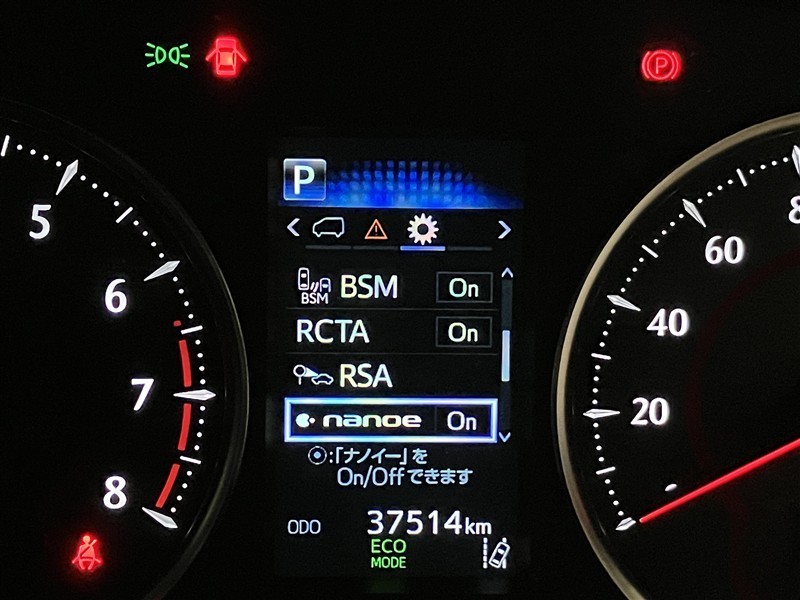 P
P
BSM
BSM On
RCTA On
RSA
nanoe On
:「ナノイー」を
On/Offできます
ODO 37514km
ECO
MODE
5
6
7
8
8
60
40
20